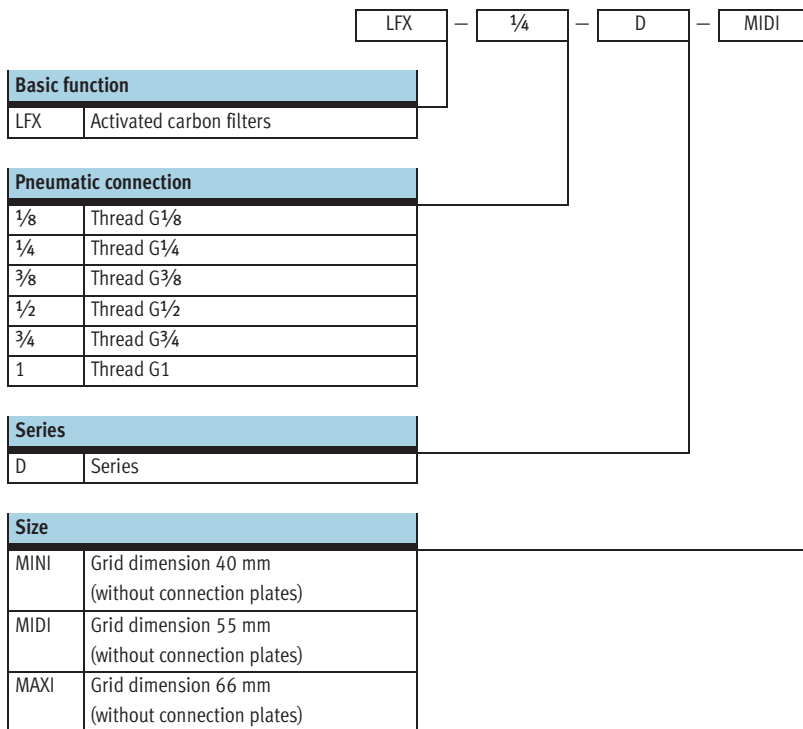 LFX – ¼ – D – MIDI
Basic function
LFX Activated carbon filters
Pneumatic connection
⅛ Thread G⅛
¼ Thread G¼
⅜ Thread G⅜
½ Thread G½
¾ Thread G¾
1 Thread G1
Series
D Series
Size
MINI Grid dimension 40 mm
(without connection plates)
MIDI Grid dimension 55 mm
(without connection plates)
MAXI Grid dimension 66 mm
(without connection plates)